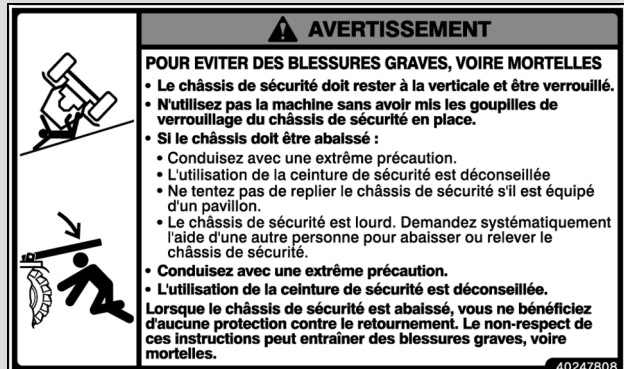 AVERTISSEMENT
POUR EVITER DES BLESSURES GRAVES, VOIRE MORTELLES
• Le châssis de sécurité doit rester à la verticale et être verrouillé.
• N'utilisez pas la machine sans avoir mis les goupilles de
verrouillage du châssis de sécurité en place.
• Si le châssis doit être abaissé :
• Conduisez avec une extrême précaution.
• L'utilisation de la ceinture de sécurité est déconseillée
• Ne tentez pas de replier le châssis de sécurité s'il est équipé
d'un pavillon.
• Le châssis de sécurité est lourd. Demandez systématiquement
l'aide d'une autre personne pour abaisser ou relever le
châssis de sécurité.
• Conduisez avec une extrême précaution.
• L'utilisation de la ceinture de sécurité est déconseillée.
Lorsque le châssis de sécurité est abaissé, vous ne bénéficiez
d'aucune protection contre le retournement. Le non-respect de
ces instructions peut entraîner des blessures graves, voire
mortelles.
40247808